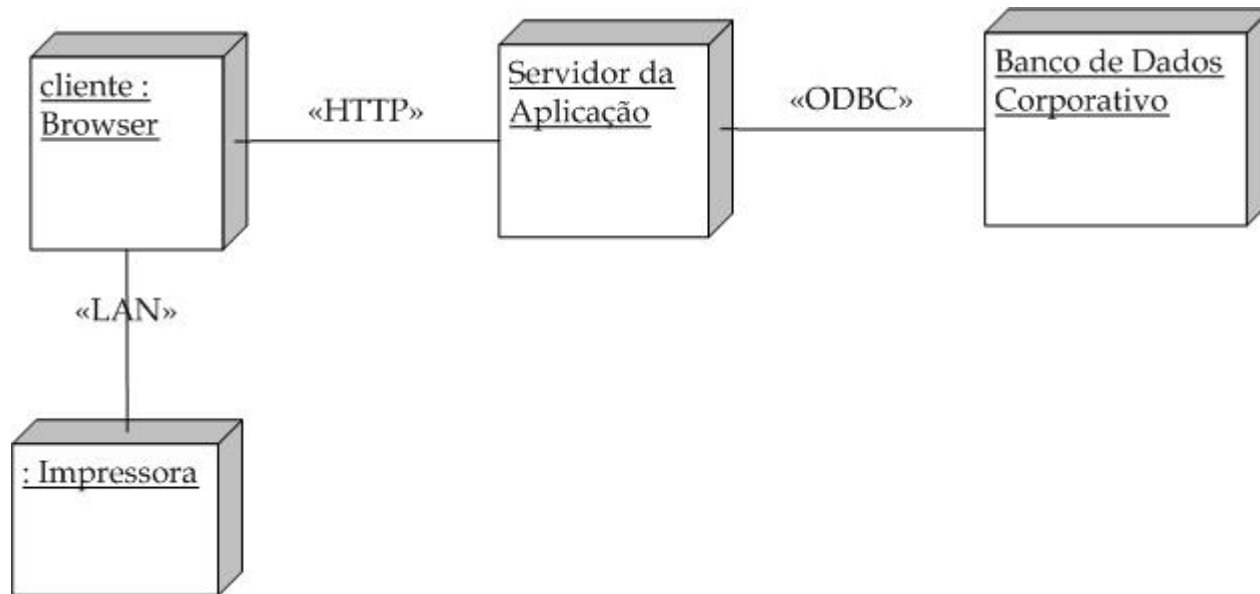 cliente :
Browser
«HTTP»
Servidor da
Aplicação
«ODBC»
Banco de Dados
Corporativo
«LAN»
: Impressora